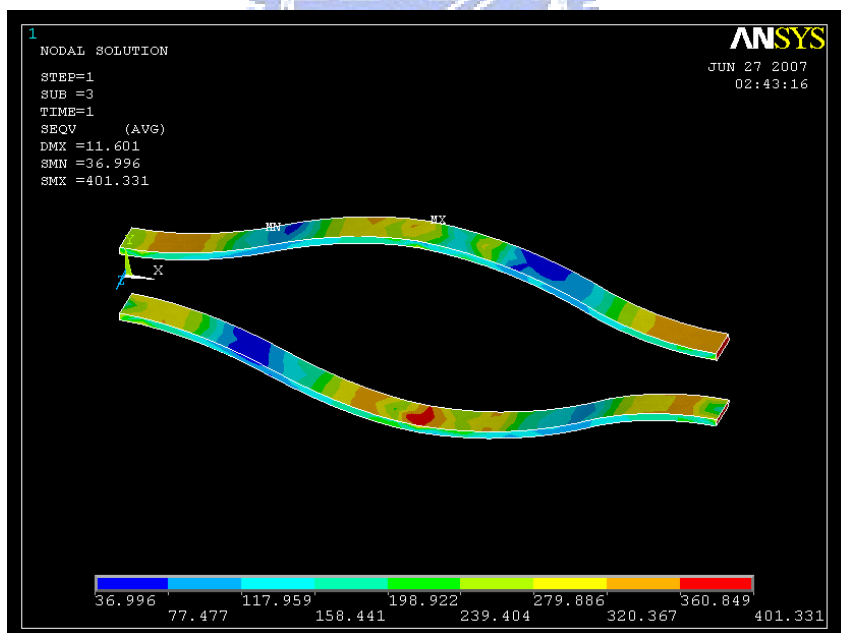 1
NODAL SOLUTION
ANSYS
JUN 27 2007
02:43:16
STEP=1
SUB =3
TIME=1
SEQV (AVG)
DMX =11.601
SMN =36.996
SMX =401.331
MN
MX
Y
X
Z
36.996 117.959 198.922 279.886 360.849
77.477 158.441 239.404 320.367 401.331